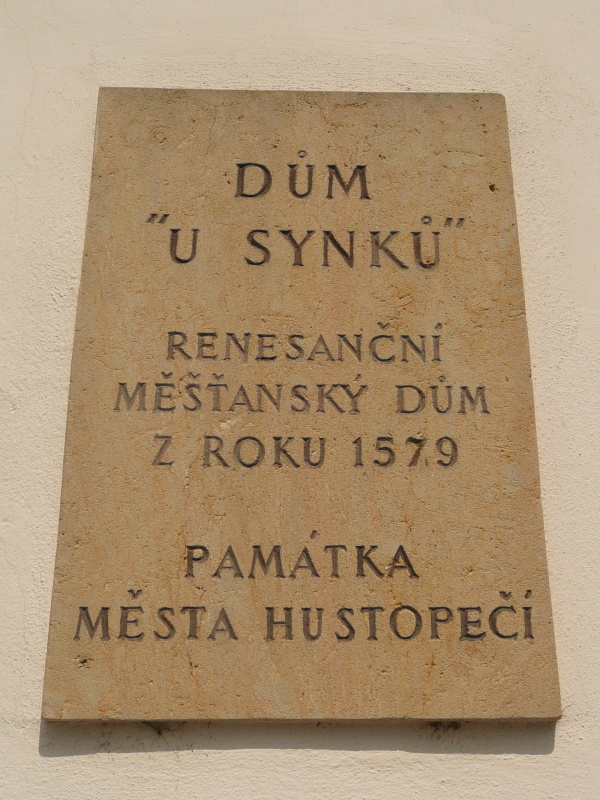 DŮM
"U SYNKŮ"
RENESANČNÍ
MĚŠŤANSKÝ DŮM
Z ROKU 1579
PAMÁTKA
MĚSTA HUSTOPEČÍ